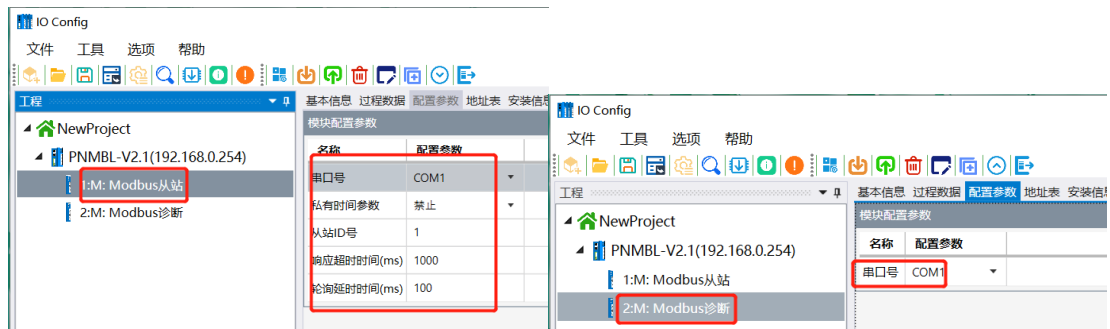 IO Config
文件 工具 选项 帮助
工程
NewProject
PNMBL-V2.1(192.168.0.254)
1:M: Modbus从站
2:M: Modbus诊断
基本信息 过程数据 配置参数 地址表 安装信息
模块配置参数
名称 配置参数
串口号 COM1
私有时间参数 禁止
从站ID号 1
响应超时时间(ms) 1000
轮询延时时间(ms) 100
IO Config
文件 工具 选项 帮助
工程
NewProject
PNMBL-V2.1(192.168.0.254)
1:M: Modbus从站
2:M: Modbus诊断
基本信息 过程数据 配置参数 地址表 安装信息
模块配置参数
名称 配置参数
串口号 COM1